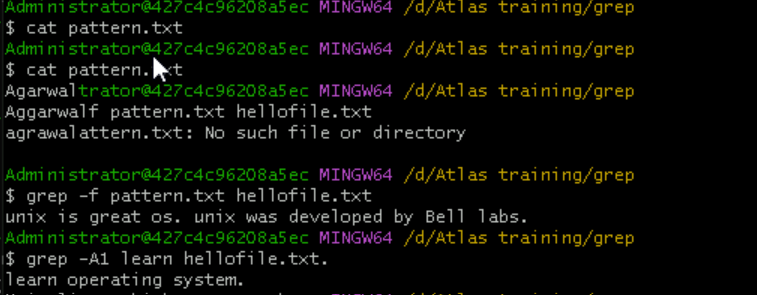 Administrator@427c4c96208a5ec MINGW64 /d/Atlas training/grep
$ cat pattern.txt
Administrator@427c4c96208a5ec MINGW64 /d/Atlas training/grep
$ cat pattern.txt
Agarwaltrator@427c4c96208a5ec MINGW64 /d/Atlas training/grep
Aggarwalf pattern.txt hellofile.txt
agrawalattern.txt: No such file or directory
Administrator@427c4c96208a5ec MINGW64 /d/Atlas training/grep
$ grep -f pattern.txt hellofile.txt
unix is great os. unix was developed by Bell labs.
Administrator@427c4c96208a5ec MINGW64 /d/Atlas training/grep
$ grep -A1 learn hellofile.txt.
learn operating system.